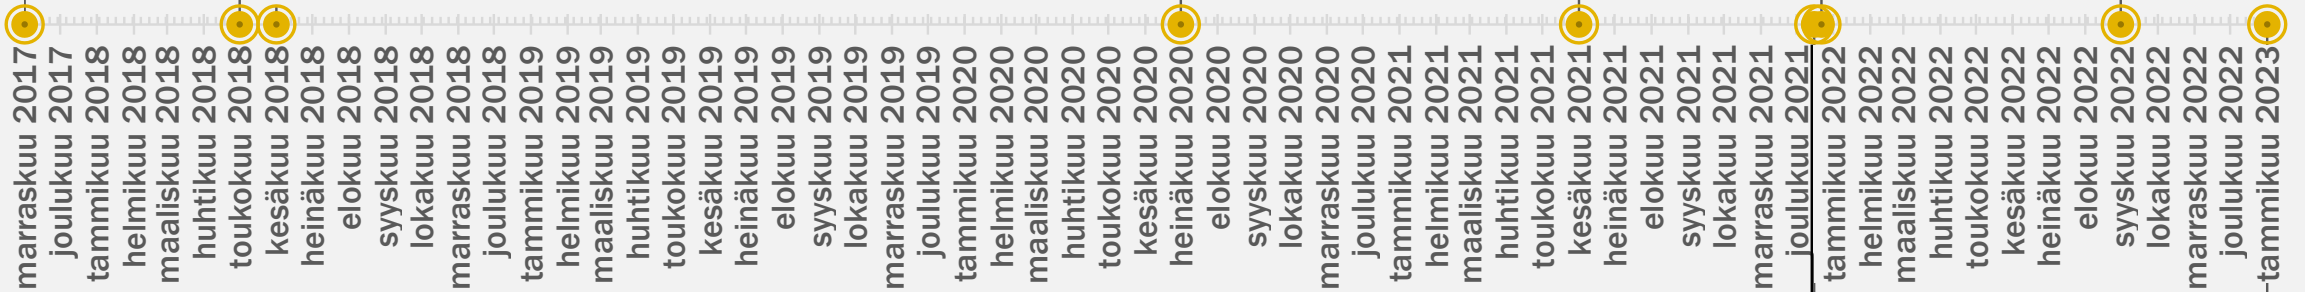 marraskuu 2017
joulukuu 2017
tammikuu 2018
helmikuu 2018
maaliskuu 2018
huhtikuu 2018
toukokuu 2018
kesäkuu 2018
heinäkuu 2018
elokuu 2018
syyskuu 2018
lokakuu 2018
marraskuu 2018
joulukuu 2018
tammikuu 2019
helmikuu 2019
maaliskuu 2019
huhtikuu 2019
toukokuu 2019
kesäkuu 2019
heinäkuu 2019
elokuu 2019
syyskuu 2019
lokakuu 2019
marraskuu 2019
joulukuu 2019
tammikuu 2020
helmikuu 2020
maaliskuu 2020
huhtikuu 2020
toukokuu 2020
kesäkuu 2020
heinäkuu 2020
elokuu 2020
syyskuu 2020
lokakuu 2020
marraskuu 2020
joulukuu 2020
tammikuu 2021
helmikuu 2021
maaliskuu 2021
huhtikuu 2021
toukokuu 2021
kesäkuu 2021
heinäkuu 2021
elokuu 2021
syyskuu 2021
lokakuu 2021
marraskuu 2021
joulukuu 2021
tammikuu 2022
helmikuu 2022
maaliskuu 2022
huhtikuu 2022
toukokuu 2022
kesäkuu 2022
heinäkuu 2022
elokuu 2022
syyskuu 2022
lokakuu 2022
marraskuu 2022
joulukuu 2022
tammikuu 2023